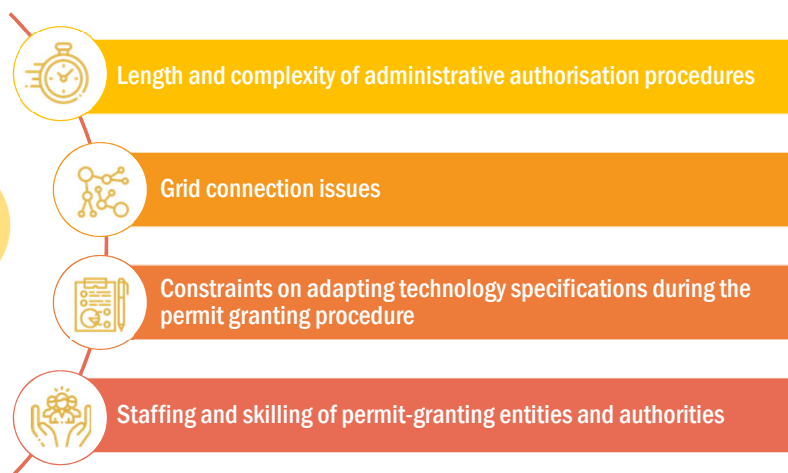 Length and complexity of administrative authorisation procedures
Grid connection issues
Constraints on adapting technology specifications during the
permit granting procedure
Staffing and skilling of permit-granting entities and authorities